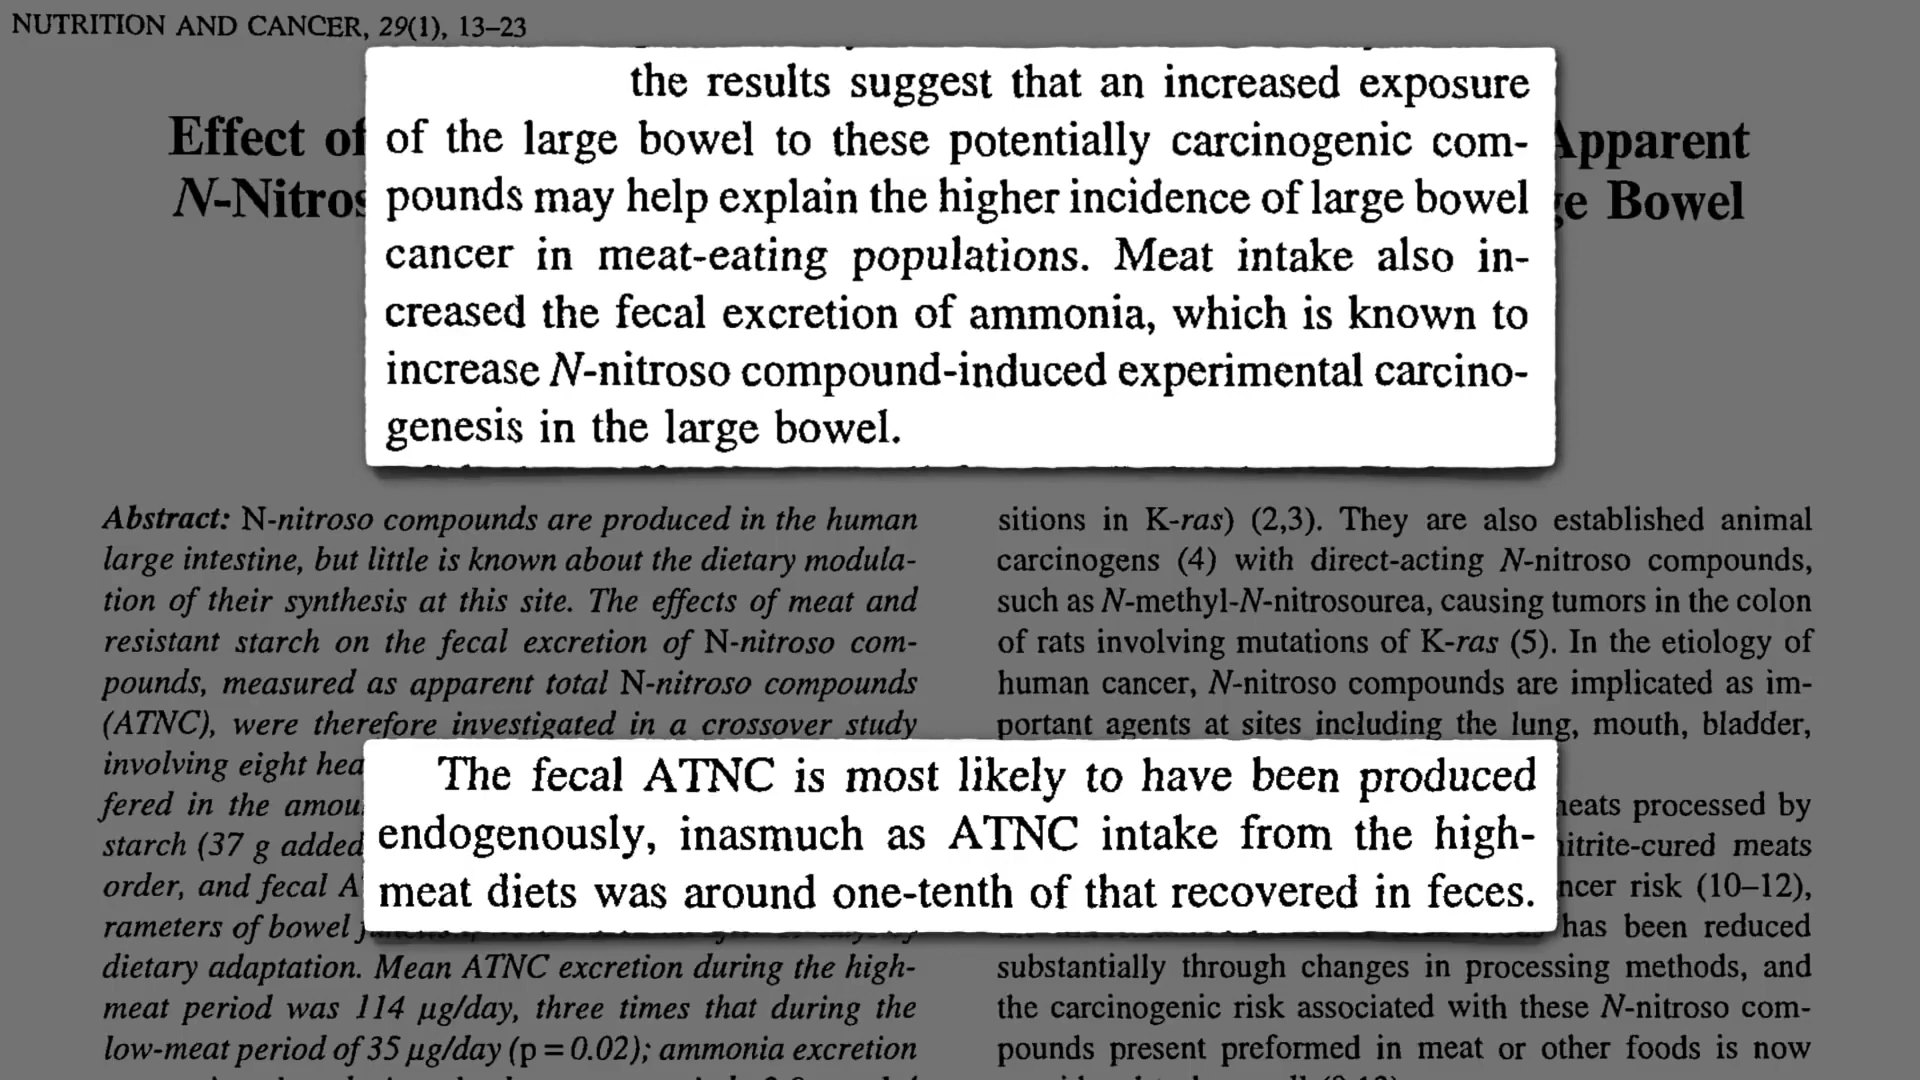 NUTRITION AND CANCER, 29(1), 13–23
Effect of
Apparent
Bowel
the results suggest that an increased exposure
of the large bowel to these potentially carcinogenic com-
pounds may help explain the higher incidence of large bowel
cancer in meat-eating populations. Meat intake also in-
creased the fecal excretion of ammonia, which is known to
increase N-nitroso compound-induced experimental carcino-
genesis in the large bowel.
Abstract: N-nitroso compounds are produced in the human
large intestine, but little is known about the dietary modula-
tion of their synthesis at this site. The effects of meat and
resistant starch on the fecal excretion of N-nitroso com-
pounds, measured as apparent total N-nitroso compounds
(ATNC), were therefore investigated in a crossover study
involving eight
fered in the
starch (37 g added
order, and fecal
rameters of bowel
dietary adaptation. Mean ATNC excretion during the high-
meat period was 114 µg/day, three times that during the
low-meat period of 35 µg/day (p = 0.02); ammonia excretion
The fecal ATNC is most likely to have been produced
endogenously, inasmuch as ATNC intake from the high-
meat diets was around one-tenth of that recovered in feces.
sitions in K-ras) (2,3). They are also established animal
carcinogens (4) with direct-acting N-nitroso compounds,
such as N-methyl-N-nitrosourea, causing tumors in the colon
of rats involving mutations of K-ras (5). In the etiology of
human cancer, N-nitroso compounds are implicated as im-
portant agents at sites including the lung, mouth, bladder,
processed by
meats
risk (10–12),
has been reduced
substantially through changes in processing methods, and
the carcinogenic risk associated with these N-nitroso com-
pounds present preformed in meat or other foods is now